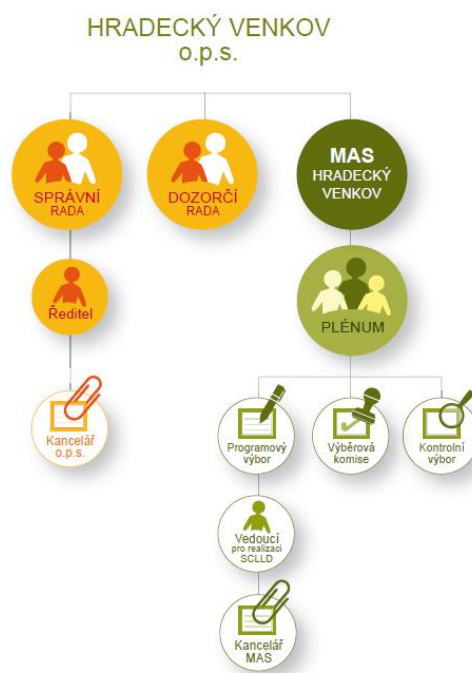 HRADECKÝ VENKOV
o.p.s.
SPRÁVNÍ
RADA
DOZORČÍ
RADA
MAS
HRADECKÝ
VENKOV
Ředitel
PLÉNUM
Kancelář
o.p.s.
Programový
výbor
Výběrová
komise
Kontrolní
výbor
Vedoucí
pro realizaci
SCLLD
Kancelář
MAS